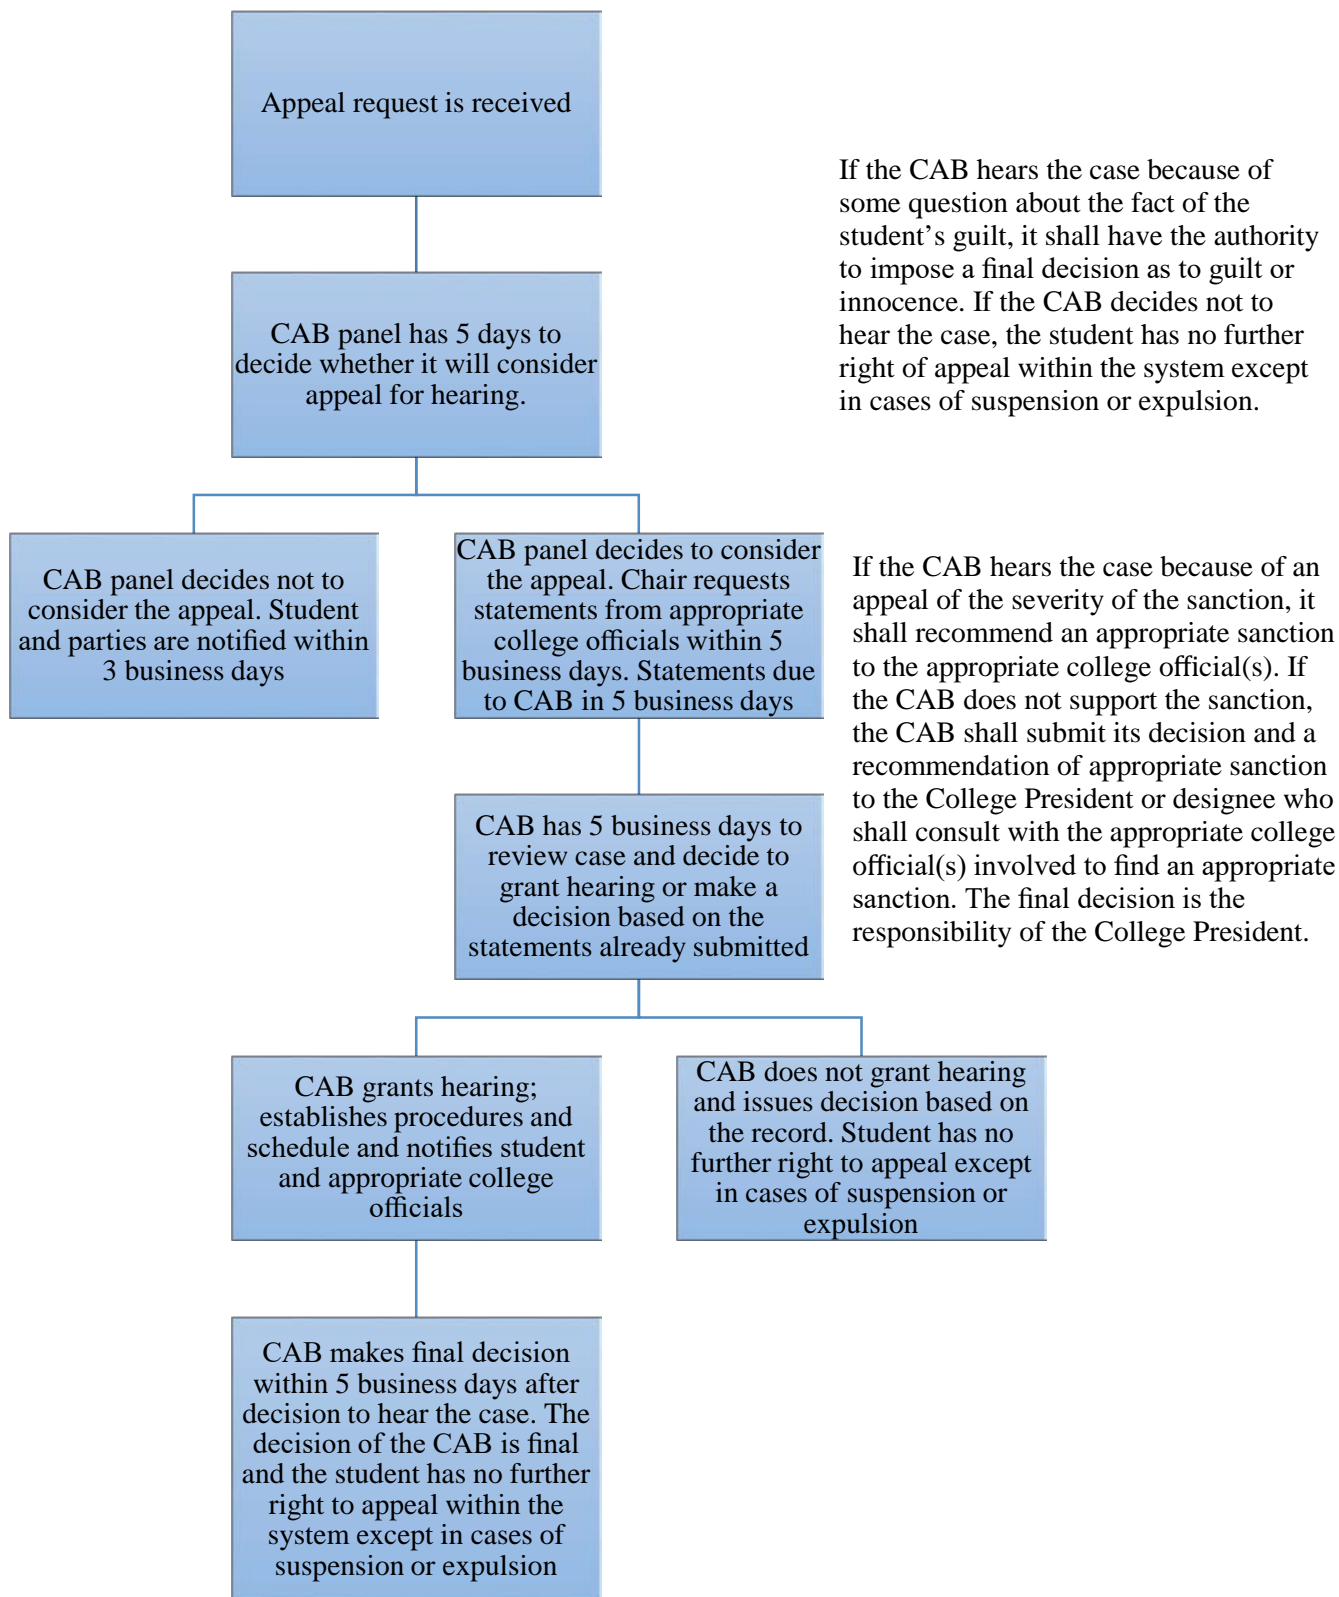 Appeal request is received
If the CAB hears the case because of
some question about the fact of the
student’s guilt, it shall have the authority
to impose a final decision as to guilt or
innocence. If the CAB decides not to
hear the case, the student has no further
right of appeal within the system except
in cases of suspension or expulsion.
CAB panel has 5 days to
decide whether it will consider
appeal for hearing.
CAB panel decides not to
consider the appeal. Student
and parties are notified within
3 business days
CAB panel decides to consider
the appeal. Chair requests
statements from appropriate
college officials within 5
business days. Statements due
to CAB in 5 business days
If the CAB hears the case because of an
appeal of the severity of the sanction, it
shall recommend an appropriate sanction
to the appropriate college official(s). If
the CAB does not support the sanction,
the CAB shall submit its decision and a
recommendation of appropriate sanction
to the College President or designee who
shall consult with the appropriate college
official(s) involved to find an appropriate
sanction. The final decision is the
responsibility of the College President.
CAB has 5 business days to
review case and decide to
grant hearing or make a
decision based on the
statements already submitted
CAB grants hearing;
establishes procedures and
schedule and notifies student
and appropriate college
officials
CAB does not grant hearing
and issues decision based on
the record. Student has no
further right to appeal except
in cases of suspension or
expulsion
CAB makes final decision
within 5 business days after
decision to hear the case. The
decision of the CAB is final
and the student has no further
right to appeal within the
system except in cases of
suspension or expulsion